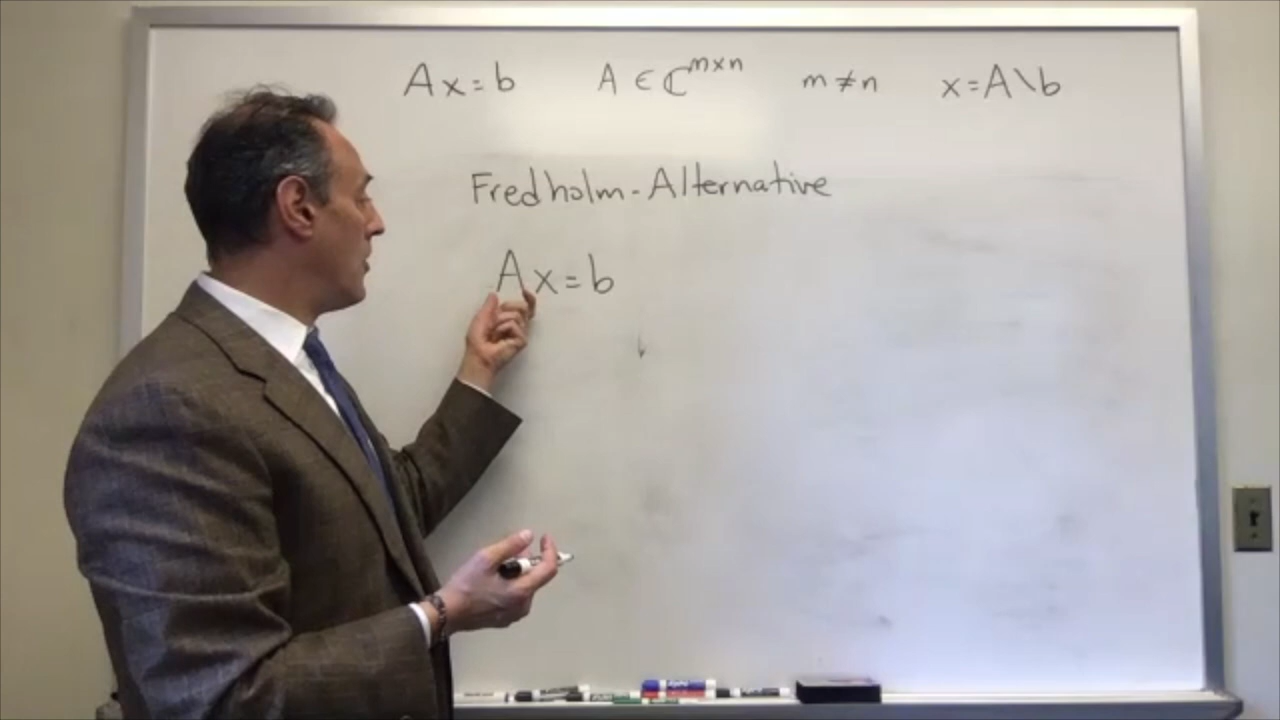 Ax=b A ∈ ℂ^{m×n} m≠n x=A\b
Fredholm-Alternative
Ax=b